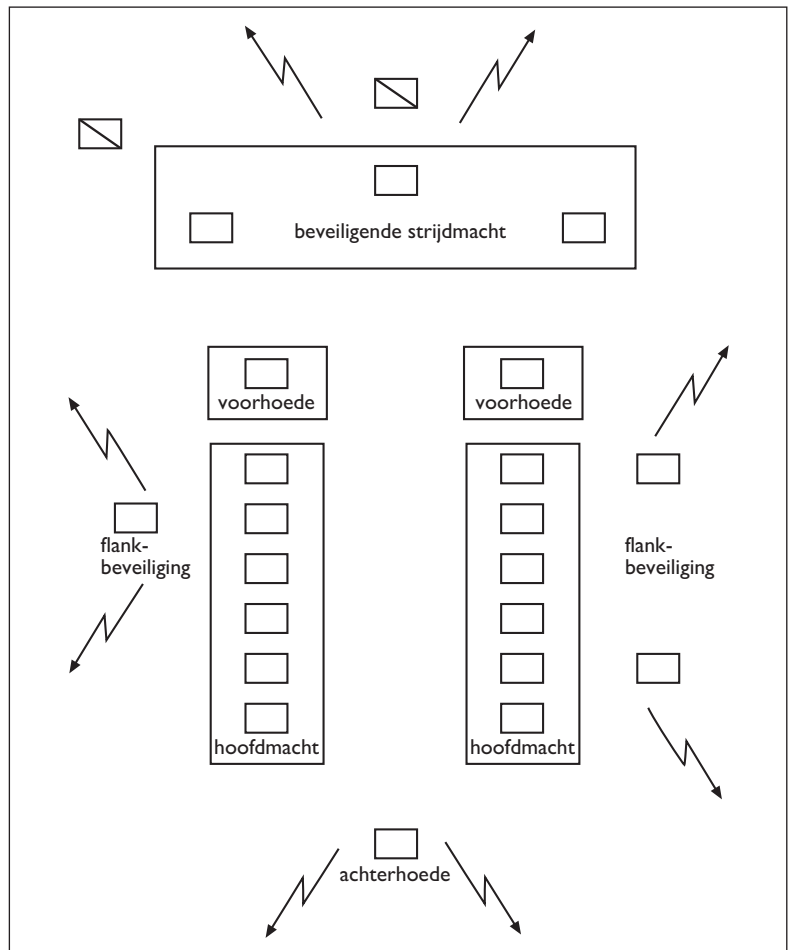 beveiligende strijdmacht
voorhoede
voorhoede
flank-
beveiliging
flank-
beveiliging
hoofdmacht
hoofdmacht
achterhoede